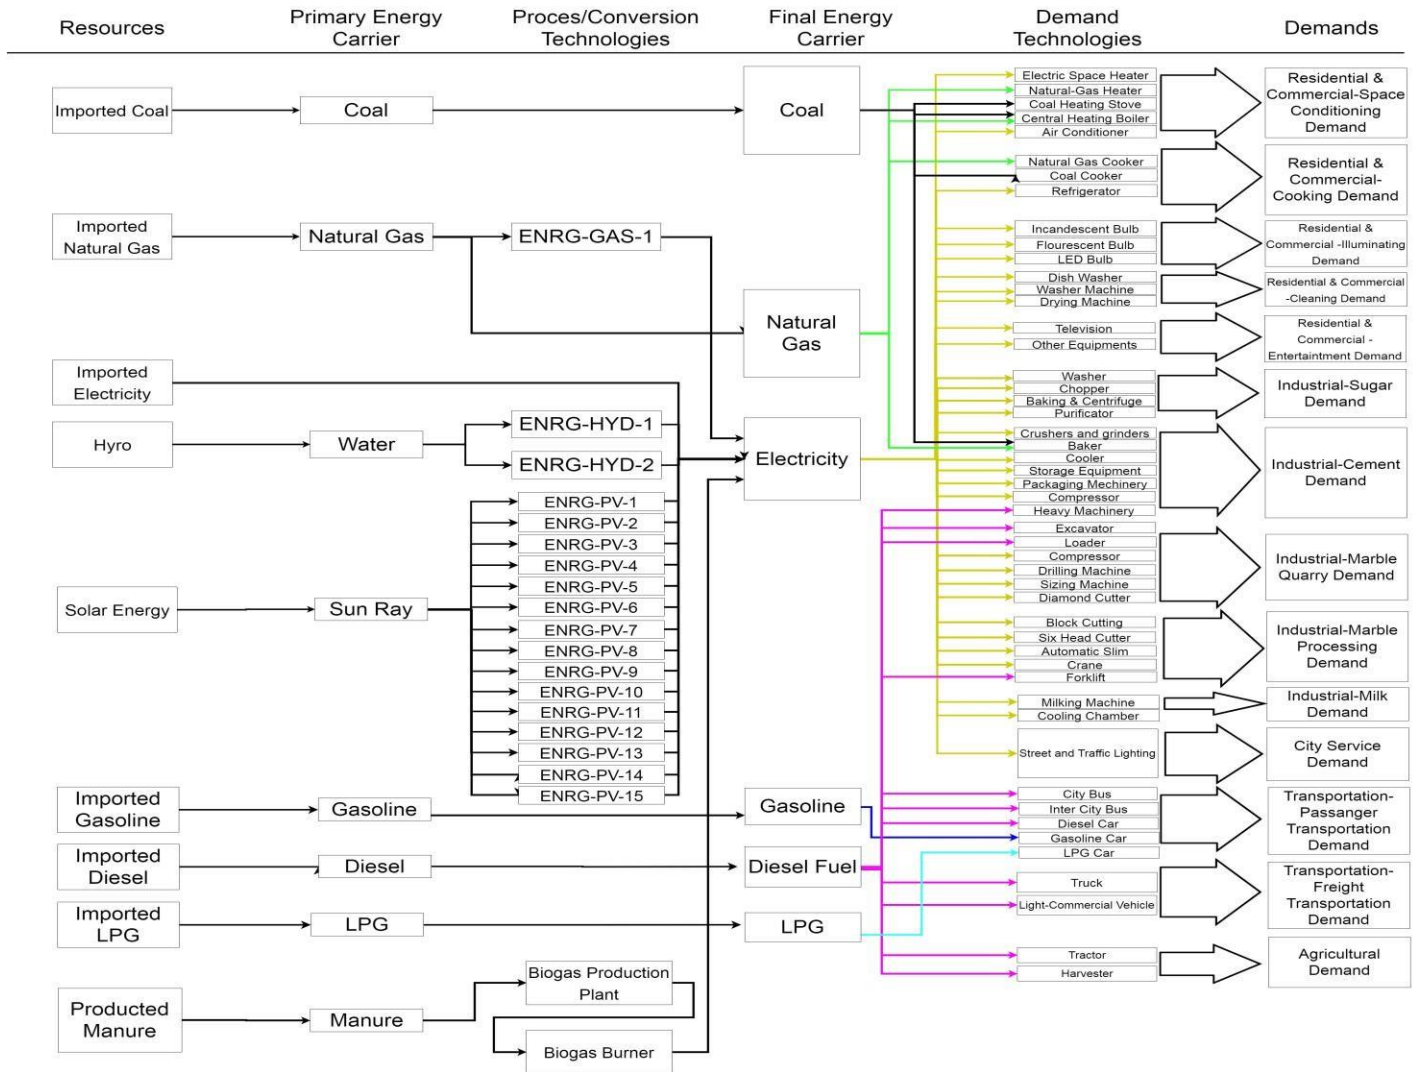 Resources
Primary Energy
Carrier
Proces/Conversion
Technologies
Final Energy
Carrier
Demand
Technologies
Demands
Imported Coal
Coal
Coal
Imported
Natural Gas
Natural Gas
ENRG-GAS-1
Natural
Gas
Imported
Electricity
Hyro
Water
ENRG-HYD-1
ENRG-HYD-2
Electricity
Solar Energy
Sun Ray
ENRG-PV-1
ENRG-PV-2
ENRG-PV-3
ENRG-PV-4
ENRG-PV-5
ENRG-PV-6
ENRG-PV-7
ENRG-PV-8
ENRG-PV-9
ENRG-PV-10
ENRG-PV-11
ENRG-PV-12
ENRG-PV-13
ENRG-PV-14
ENRG-PV-15
Imported
Gasoline
Gasoline
Gasoline
Imported
Diesel
Diesel
Diesel Fuel
Imported
LPG
LPG
LPG
Producted
Manure
Manure
Biogas Production
Plant
Biogas Burner
Electric Space Heater
Natural-Gas Heater
Coal Heating Stove
Central Heating Boiler
Air Conditioner
Residential &
Commercial-Space
Conditioning
Demand
Natural Gas Cooker
Coal Cooker
Refrigerator
Residential &
Commercial-
Cooking Demand
Incandescent Bulb
Flourescent Bulb
LED Bulb
Residential &
Commercial -Illuminating
Demand
Dish Washer
Washer Machine
Drying Machine
Residential & Commercial
-Cleaning Demand
Television
Other Equipments
Residential &
Commercial -
Entertaintment Demand
Washer
Chopper
Baking & Centrifuge
Purificator
Industrial-Sugar
Demand
Crushers and grinders
Baker
Cooler
Storage Equipment
Packaging Mechinery
Compressor
Heavy Machinery
Industrial-Cement
Demand
Excavator
Loader
Compressor
Drilling Machine
Sizing Machine
Diamond Cutter
Industrial-Marble
Quarry Demand
Block Cutting
Six Head Cutter
Automatic Slim
Crane
Forklift
Industrial-Marble
Processing
Demand
Milking Machine
Cooling Chamber
Industrial-Milk
Demand
Street and Traffic Lighting
City Service
Demand
City Bus
Inter City Bus
Diesel Car
Gasoline Car
LPG Car
Transportation-
Passanger
Transportation
Demand
Truck
Light-Commercial Vehicle
Transportation-
Freight
Transportation
Demand
Tractor
Harvester
Agricultural
Demand